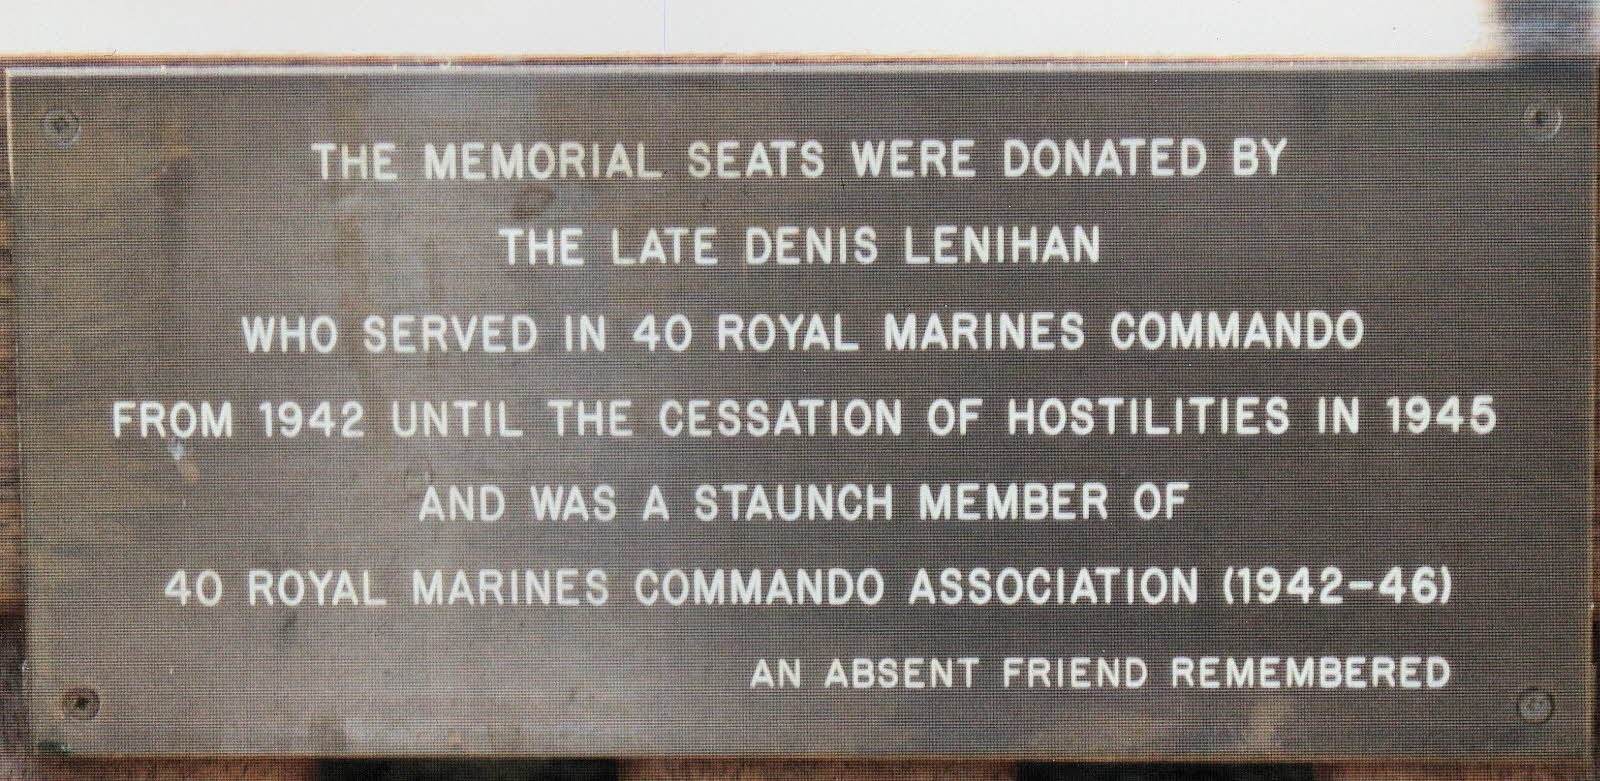 THE MEMORIAL SEATS WERE DONATED BY
THE LATE DENIS LENIHAN
WHO SERVED IN 40 ROYAL MARINES COMMANDO
FROM 1942 UNTIL THE CESSATION OF HOSTILITIES IN 1945
AND WAS A STAUNCH MEMBER OF
40 ROYAL MARINES COMMANDO ASSOCIATION (1942-46)
AN ABSENT FRIEND REMEMBERED